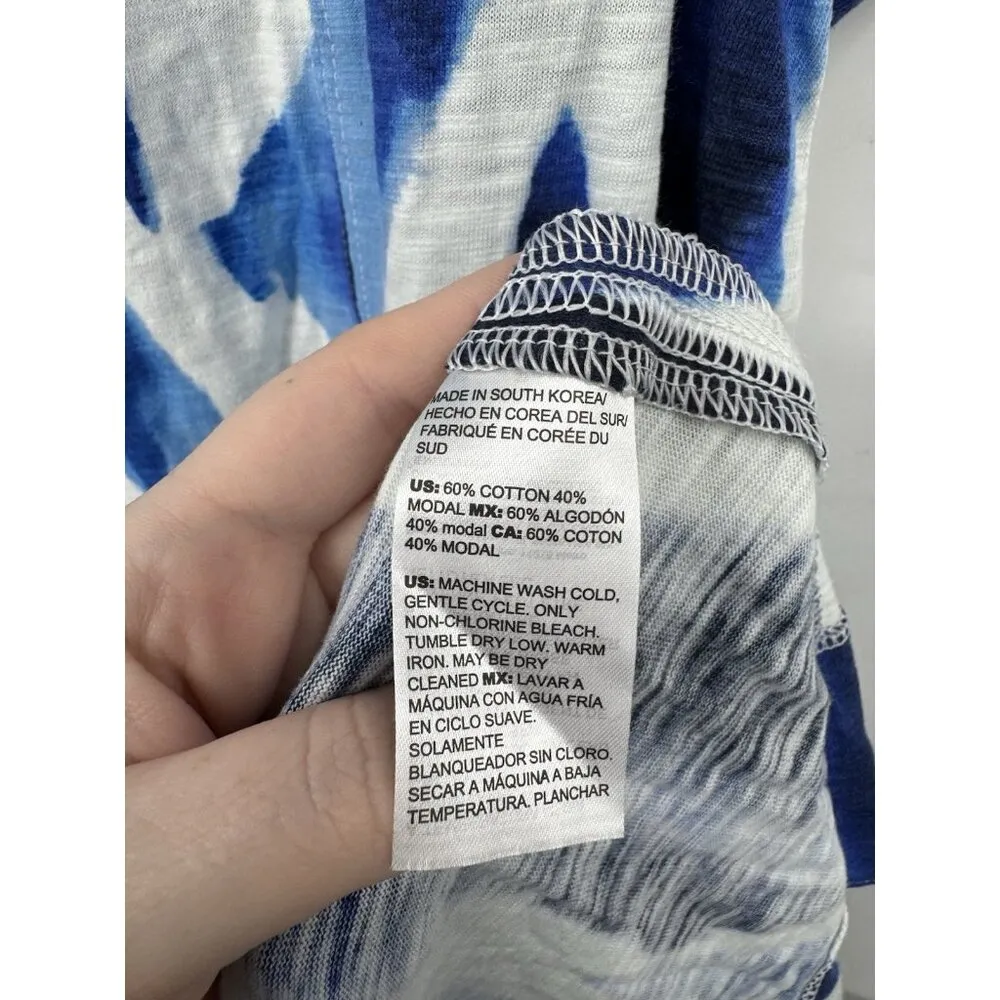 MADE IN SOUTH KOREA/
HECHO EN COREA DEL SUR/
FABRIQUÉ EN CORÉE DU
SUD
US: 60% COTTON 40%
MODAL MX: 60% ALGODÓN
40% modal CA: 60% COTON
40% MODAL
US: MACHINE WASH COLD,
GENTLE CYCLE. ONLY
NON-CHLORINE BLEACH.
TUMBLE DRY LOW. WARM
IRON. MAY BE DRY
CLEANED MX: LAVAR A
MÁQUINA CON AGUA FRÍA
EN CICLO SUAVE.
SOLAMENTE
BLANQUEADOR SIN CLORO.
SECAR A MÁQUINA A BAJA
TEMPERATURA. PLANCHAR